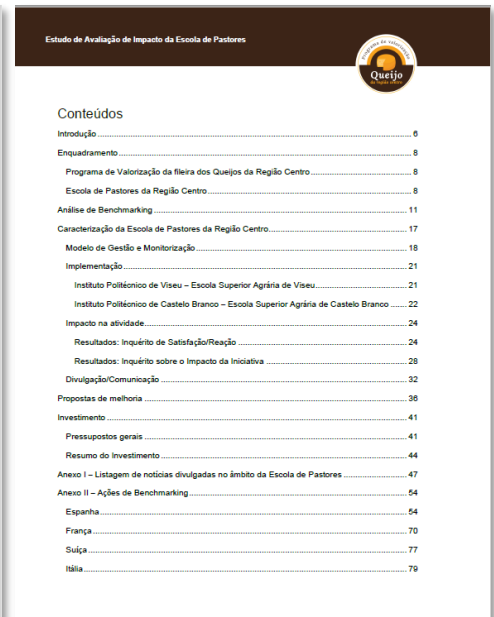 Estudo de Avaliação de Impacto da Escola de Pastores
Programa de valorização
Queijo
da região centro
Conteúdos
Introdução ... 6
Enquadramento ... 8
Programa de Valorização da fileira dos Queijos da Região Centro ... 8
Escola de Pastores da Região Centro ... 8
Análise de Benchmarking ... 11
Caracterização da Escola de Pastores da Região Centro ... 17
Modelo de Gestão e Monitorização ... 18
Implementação ... 21
Instituto Politécnico de Viseu – Escola Superior Agrária de Viseu ... 21
Instituto Politécnico de Castelo Branco – Escola Superior Agrária de Castelo Branco ... 22
Impacto na atividade ... 24
Resultados: Inquérito de Satisfação/Reação ... 24
Resultados: Inquérito sobre o Impacto da Iniciativa ... 28
Divulgação/Comunicação ... 32
Propostas de melhoria ... 36
Investimento ... 41
Pressupostos gerais ... 41
Resumo do Investimento ... 44
Anexo I – Listagem de notícias divulgadas no âmbito da Escola de Pastores ... 47
Anexo II – Ações de Benchmarking ... 54
Espanha ... 54
França ... 70
Suíça ... 77
Itália ... 79